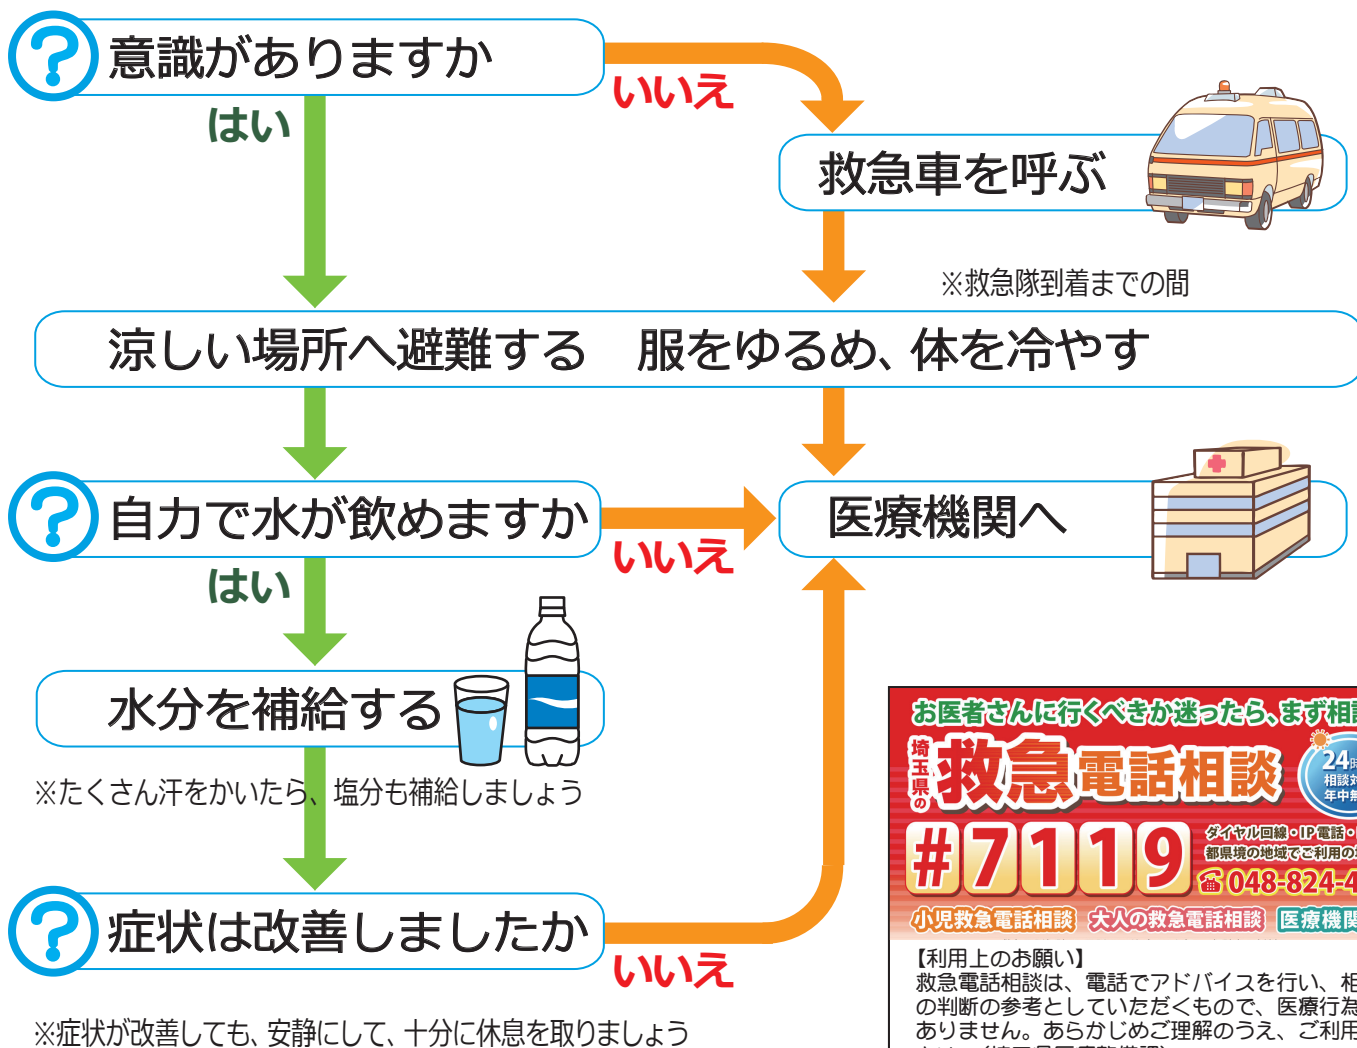 意識がありますか
いいえ
はい
救急車を呼ぶ
※救急隊到着までの間
涼しい場所へ避難する　服をゆるめ、体を冷やす
自力で水が飲めますか
いいえ
医療機関へ
はい
水分を補給する
※たくさん汗をかいたら、塩分も補給しましょう
症状は改善しましたか
いいえ
※症状が改善しても、安静にして、十分に休息を取りましょう
お医者さんに行くべきか迷ったら、まず相
埼玉県の
救急電話相談
24
相談
年中無
#7119
ダイヤル回線・IP電話・
都県境の地域でご利用の
☎048-824-4
小児救急電話相談　大人の救急電話相談　医療機関
【利用上のお願い】
救急電話相談は、電話でアドバイスを行い、相
の判断の参考としていただくもので、医療行為
ありません。あらかじめご理解のうえ、ご利用